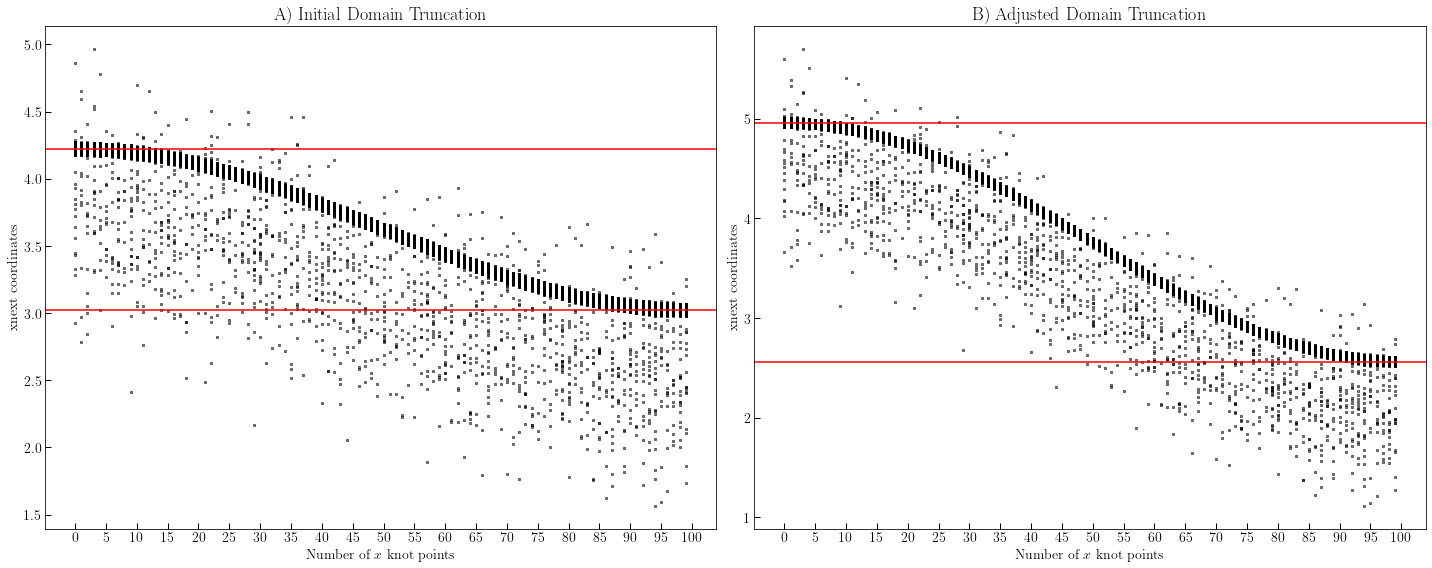 A) Initial Domain Truncation
5.0
4.5
4.0
3.5
3.0
2.5
2.0
1.5
xnext coordinates
0 5 10 15 20 25 30 35 40 45 50 55 60 65 70 75 80 85 90 95 100
Number of x knot points
B) Adjusted Domain Truncation
5
4
3
2
1
xnext coordinates
0 5 10 15 20 25 30 35 40 45 50 55 60 65 70 75 80 85 90 95 100
Number of x knot points